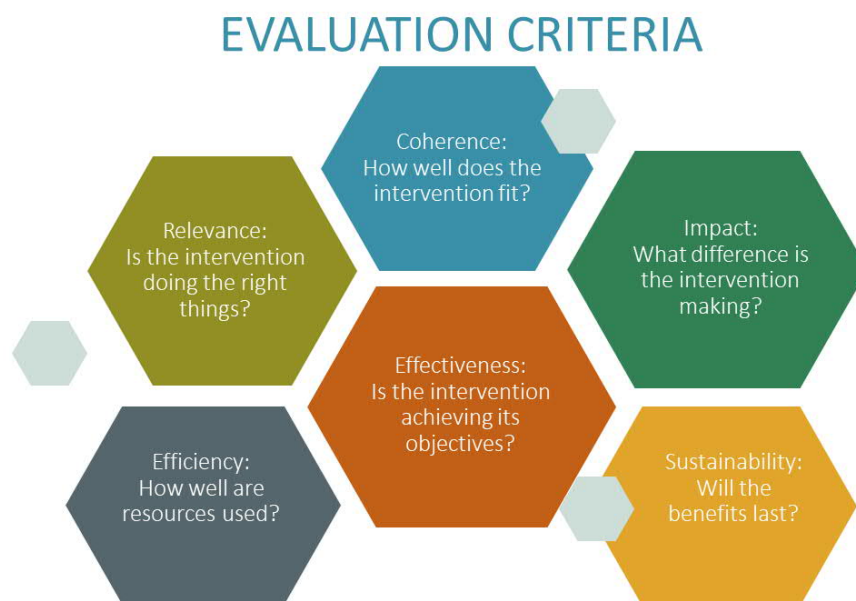 EVALUATION CRITERIA
Coherence:
How well does the
intervention fit?
Relevance:
Is the intervention
doing the right
things?
Impact:
What difference is
the intervention
making?
Effectiveness:
Is the intervention
achieving its
objectives?
Efficiency:
How well are
resources used?
Sustainability:
Will the
benefits last?